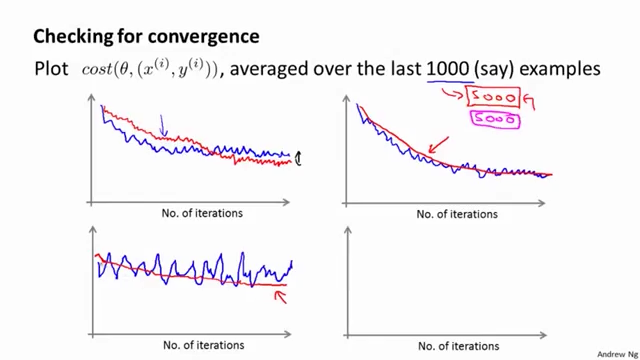 Checking for convergence
Plot cost(θ, (x^{(i)}, y^{(i)})), averaged over the last 1000 (say) examples
5000
5000
No. of iterations
No. of iterations
No. of iterations
No. of iterations
Andrew Ng